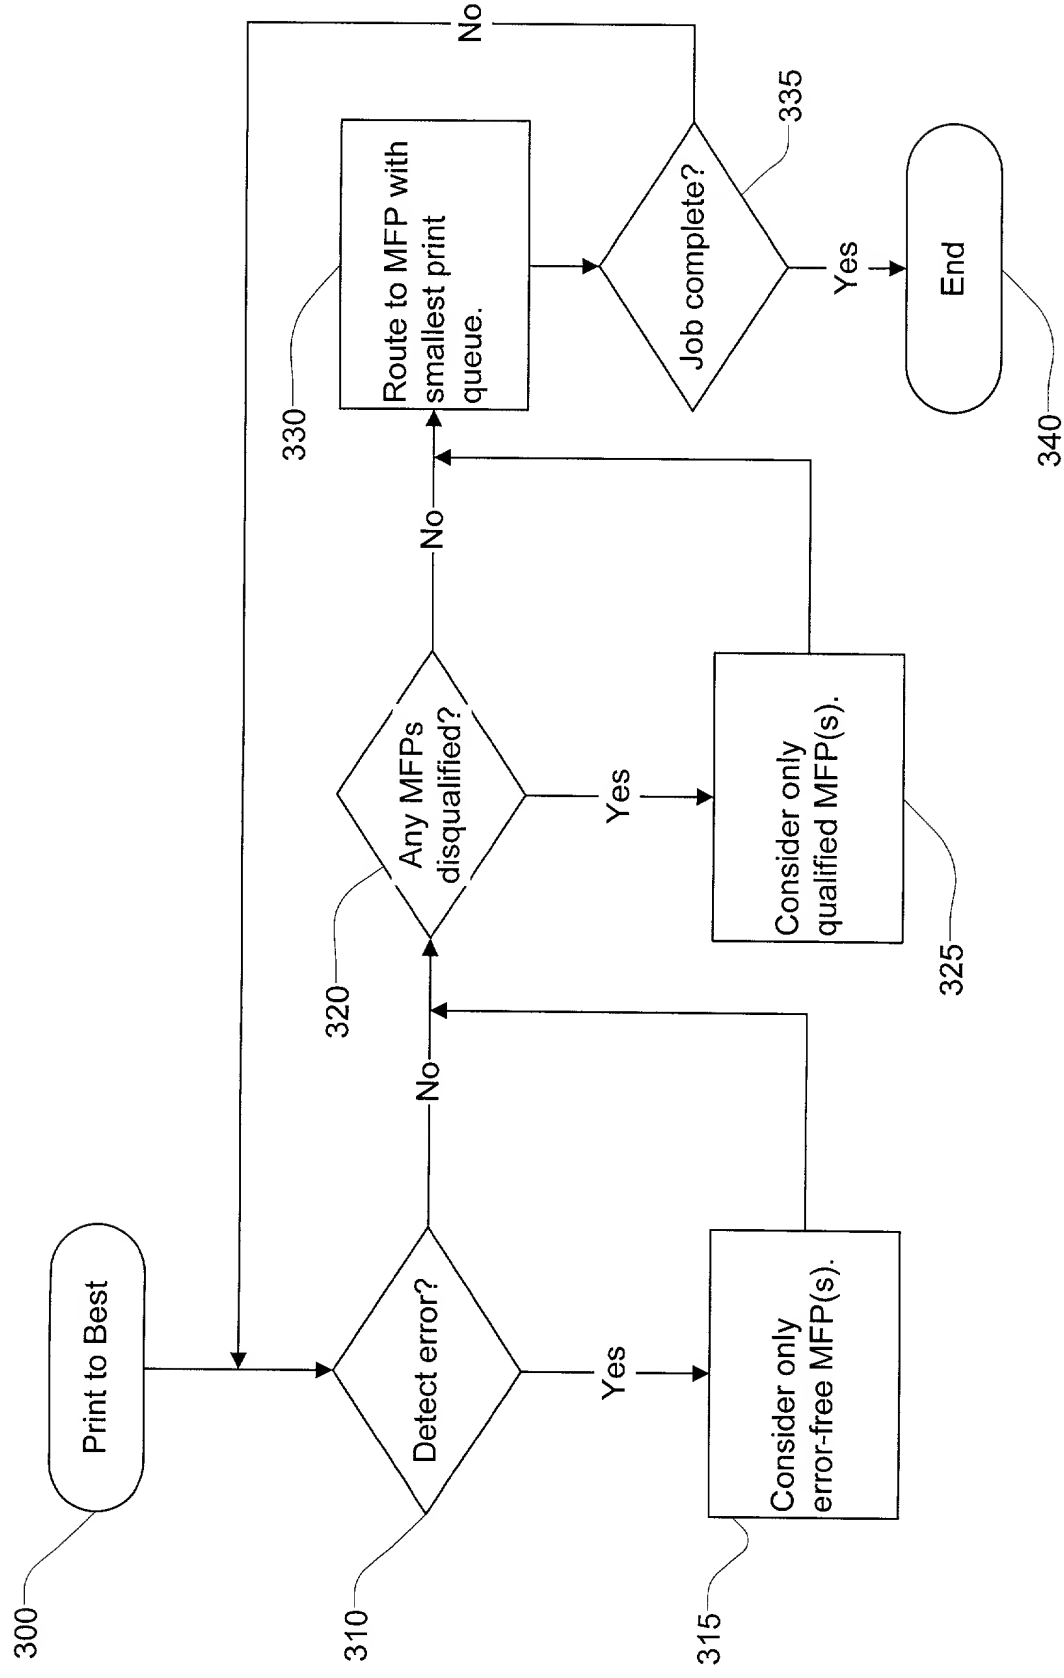 300
Print to Best
310
Detect error?
No
Yes
315
Consider only
error-free MFP(s).
320
Any MFPs
disqualified?
No
Yes
325
Consider only
qualified MFP(s).
330
Route to MFP with
smallest print
queue.
335
Job complete?
No
Yes
340
End